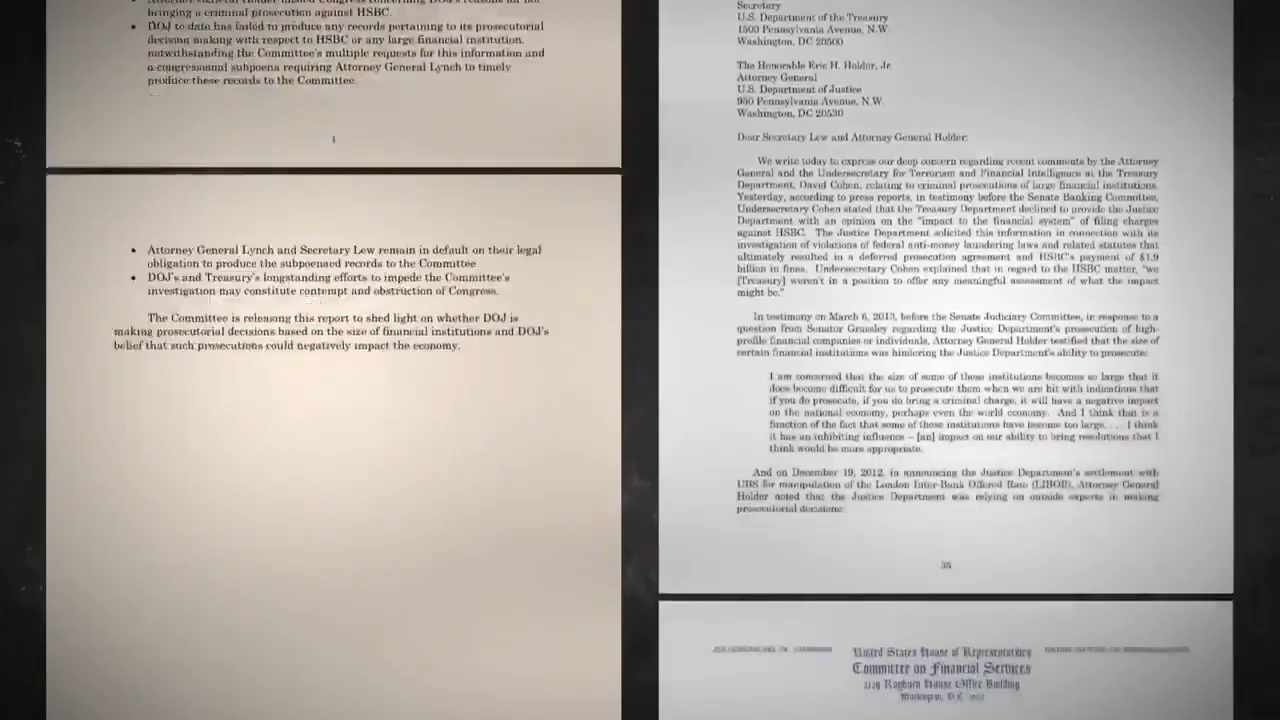 bringing a criminal prosecution against HSBC.
• DOJ to date has failed to produce any records pertaining to its prosecutorial
decision making with respect to HSBC or any large financial institution,
notwithstanding the Committee's multiple requests for this information and
a congressional subpoena requiring Attorney General Lynch to timely
produce these records to the Committee.
• Attorney General Lynch and Secretary Lew remain in default on their legal
obligation to produce the subpoenaed records to the Committee
• DOJ's and Treasury's longstanding efforts to impede the Committee's
investigation may constitute contempt and obstruction of Congress.
The Committee is releasing this report to shed light on whether DOJ is
making prosecutorial decisions based on the size of financial institutions and DOJ's
belief that such prosecutions could negatively impact the economy.
Secretary
U.S. Department of the Treasury
1500 Pennsylvania Avenue, N.W.
Washington, DC 20500
The Honorable Eric H. Holder, Jr.
Attorney General
U.S. Department of Justice
950 Pennsylvania Avenue, N.W.
Washington, DC 20530
Dear Secretary Lew and Attorney General Holder:
We write today to express our deep concern regarding recent comments by the Attorney
General and the Undersecretary for Terrorism and Financial Intelligence at the Treasury
Department, David Cohen, relating to criminal prosecutions of large financial institutions.
Yesterday, according to press reports, in testimony before the Senate Banking Committee,
Undersecretary Cohen stated that the Treasury Department declined to provide the Justice
Department with an opinion on the "impact to the financial system" of filing charges
against HSBC. The Justice Department solicited this information in connection with its
investigation of violations of federal anti-money laundering laws and related statutes that
ultimately resulted in a deferred prosecution agreement and HSBC's payment of $1.9
billion in fines. Undersecretary Cohen explained that in regard to the HSBC matter, "we
[Treasury] weren't in a position to offer any meaningful assessment of what the impact
might be."
In testimony on March 6, 2013, before the Senate Judiciary Committee, in response to a
question from Senator Grassley regarding the Justice Department's prosecution of high-
profile financial companies or individuals, Attorney General Holder testified that the size of
certain financial institutions was hindering the Justice Department's ability to prosecute:
I am concerned that the size of some of these institutions becomes so large that it
does become difficult for us to prosecute them when we are hit with indications that
if you do prosecute, if you do bring a criminal charge, it will have a negative impact
on the national economy, perhaps even the world economy. And I think that is a
function of the fact that some of these institutions have become too large. . . I think
it has an inhibiting influence – [an] impact on our ability to bring resolutions that I
think would be more appropriate.
And on December 19, 2012, in announcing the Justice Department's settlement with
UBS for manipulation of the London Inter-Bank Offered Rate (LIBOR), Attorney General
Holder noted that the Justice Department was relying on outside experts in making
prosecutorial decisions:
35
United States House of Representatives
Committee on Financial Services
2129 Rayburn House Office Building
Washington, D.C.